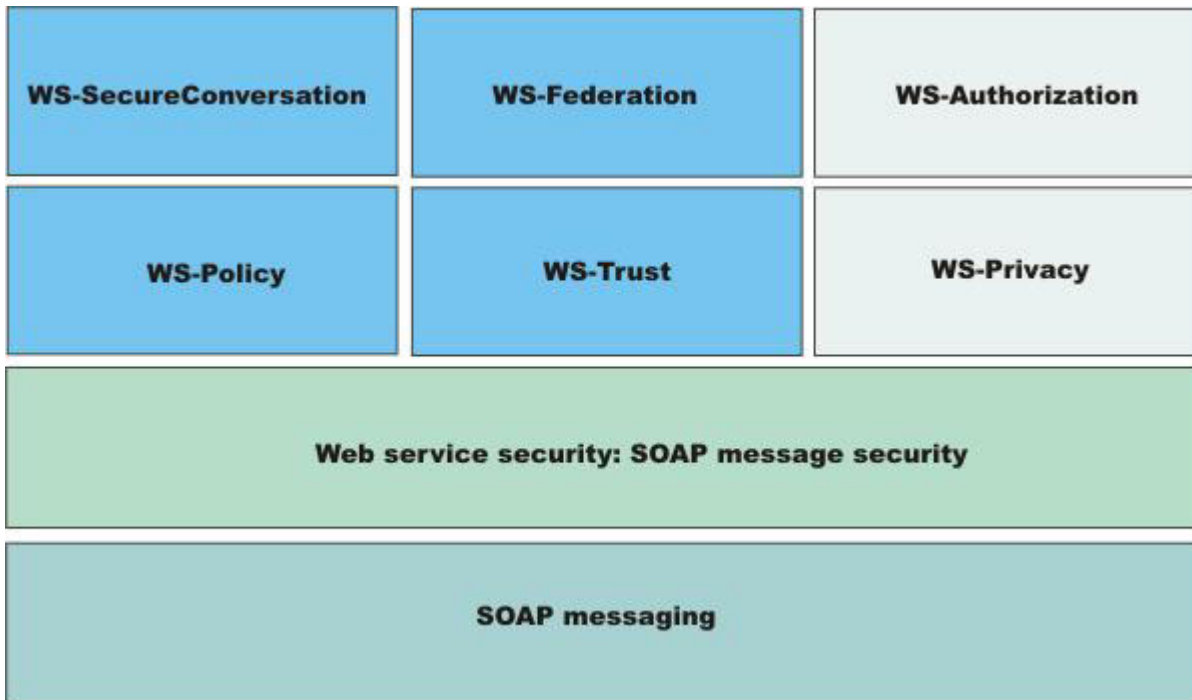 WS-SecureConversation
WS-Federation
WS-Authorization
WS-Policy
WS-Trust
WS-Privacy
Web service security: SOAP message security
SOAP messaging